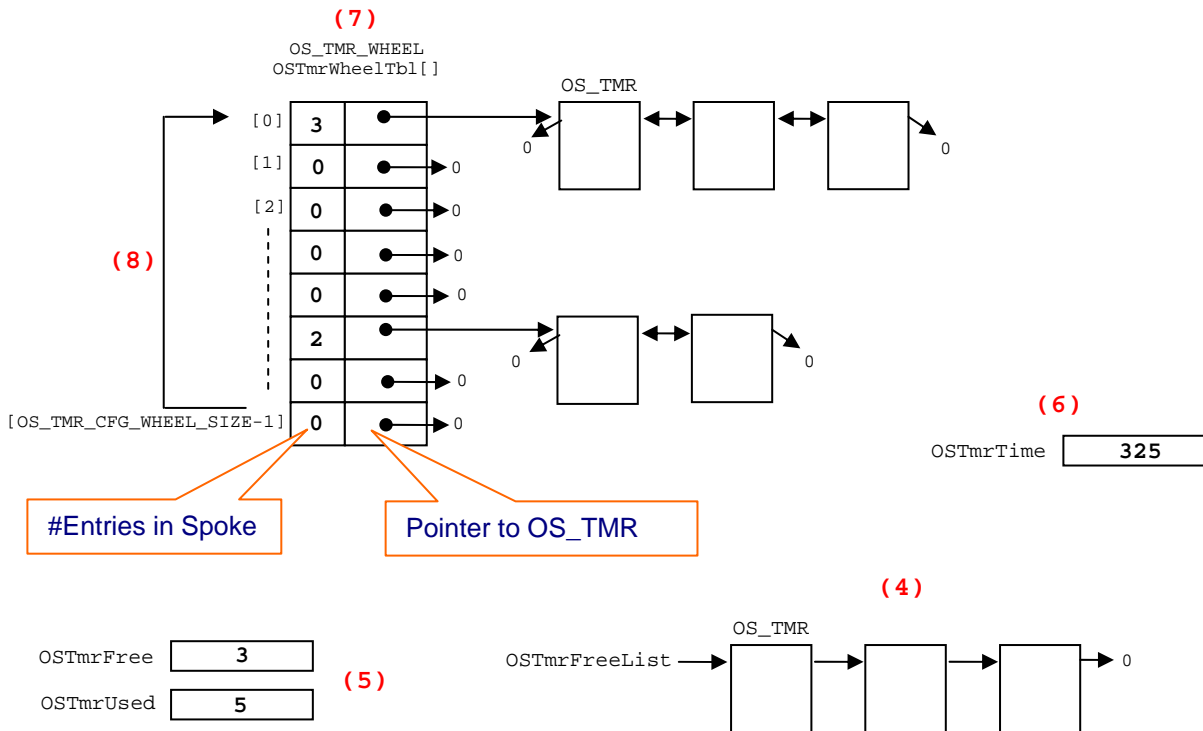 (7)
OS_TMR_WHEEL
OSTmrWheelTbl[]
OS_TMR
[0] 3
0 0
[1] 0 0
[2] 0 0
(8)
0 0
0 0
2
0 0
0 0
[OS_TMR_CFG_WHEEL_SIZE-1] 0 0
(6)
OSTmrTime 325
#Entries in Spoke
Pointer to OS_TMR
(4)
OS_TMR
OSTmrFree 3
OSTmrFreeList 0
(5)
OSTmrUsed 5